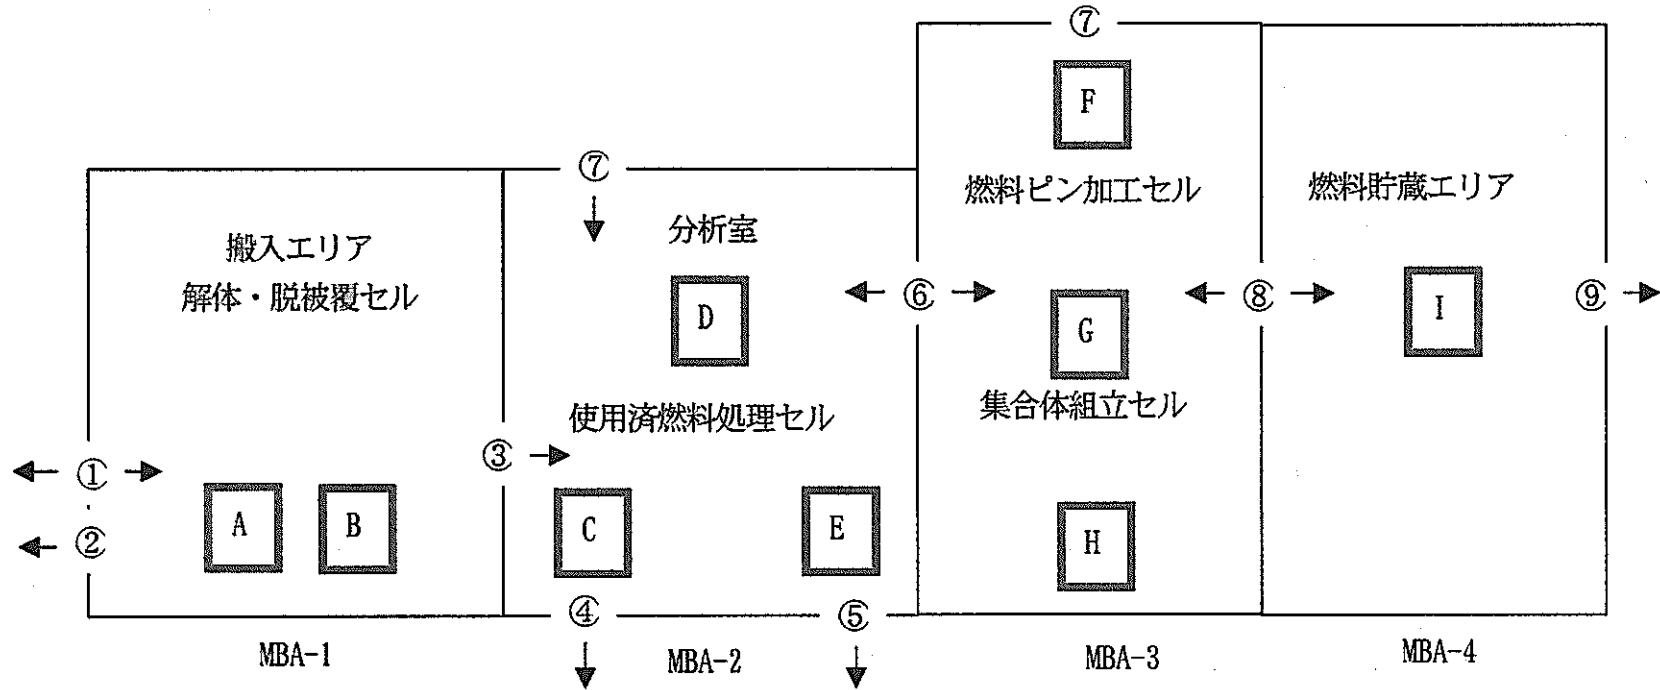 ⑦
F
燃料ピン加工セル
燃料貯蔵エリア
⑦
分析室
搬入エリア
解体・脱被覆セル
D
⑥
G
⑧
I
⑨
集合体組立セル
使用済燃料処理セル
③
①
②
A
B
C
E
H
④
⑤
MBA-1
MBA-2
MBA-3
MBA-4